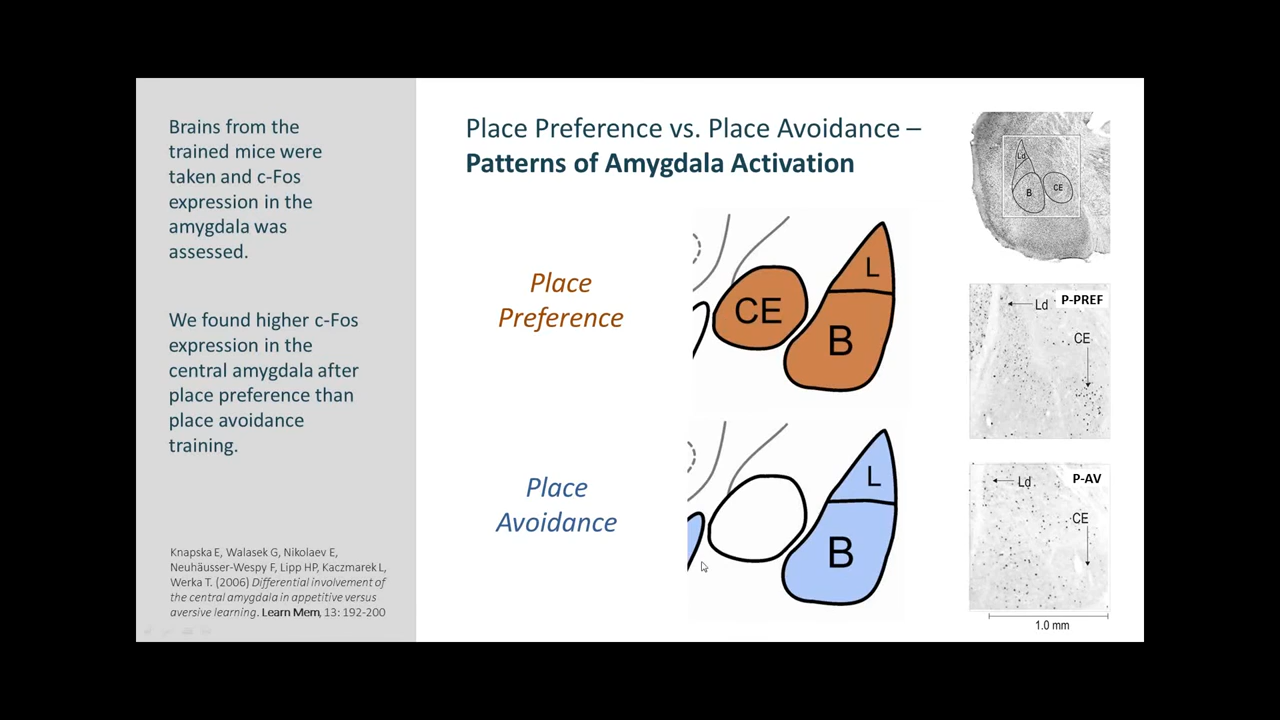 Brains from the
trained mice were
taken and c-Fos
expression in the
amygdala was
assessed.
We found higher c-Fos
expression in the
central amygdala after
place preference than
place avoidance
training.
Knapska E, Walasek G, Nikolaev E,
Neuhäusser-Wespy F, Lipp HP, Kaczmarek L,
Werka T. (2006) Differential involvement of
the central amygdala in appetitive versus
aversive learning. Learn Mem, 13: 192-200
Place Preference vs. Place Avoidance –
Patterns of Amygdala Activation
Place
Preference
CE
L
B
Place
Avoidance
L
B
Ld
B
CE
Ld
P-PREF
CE
Ld
P-AV
CE
1.0 mm